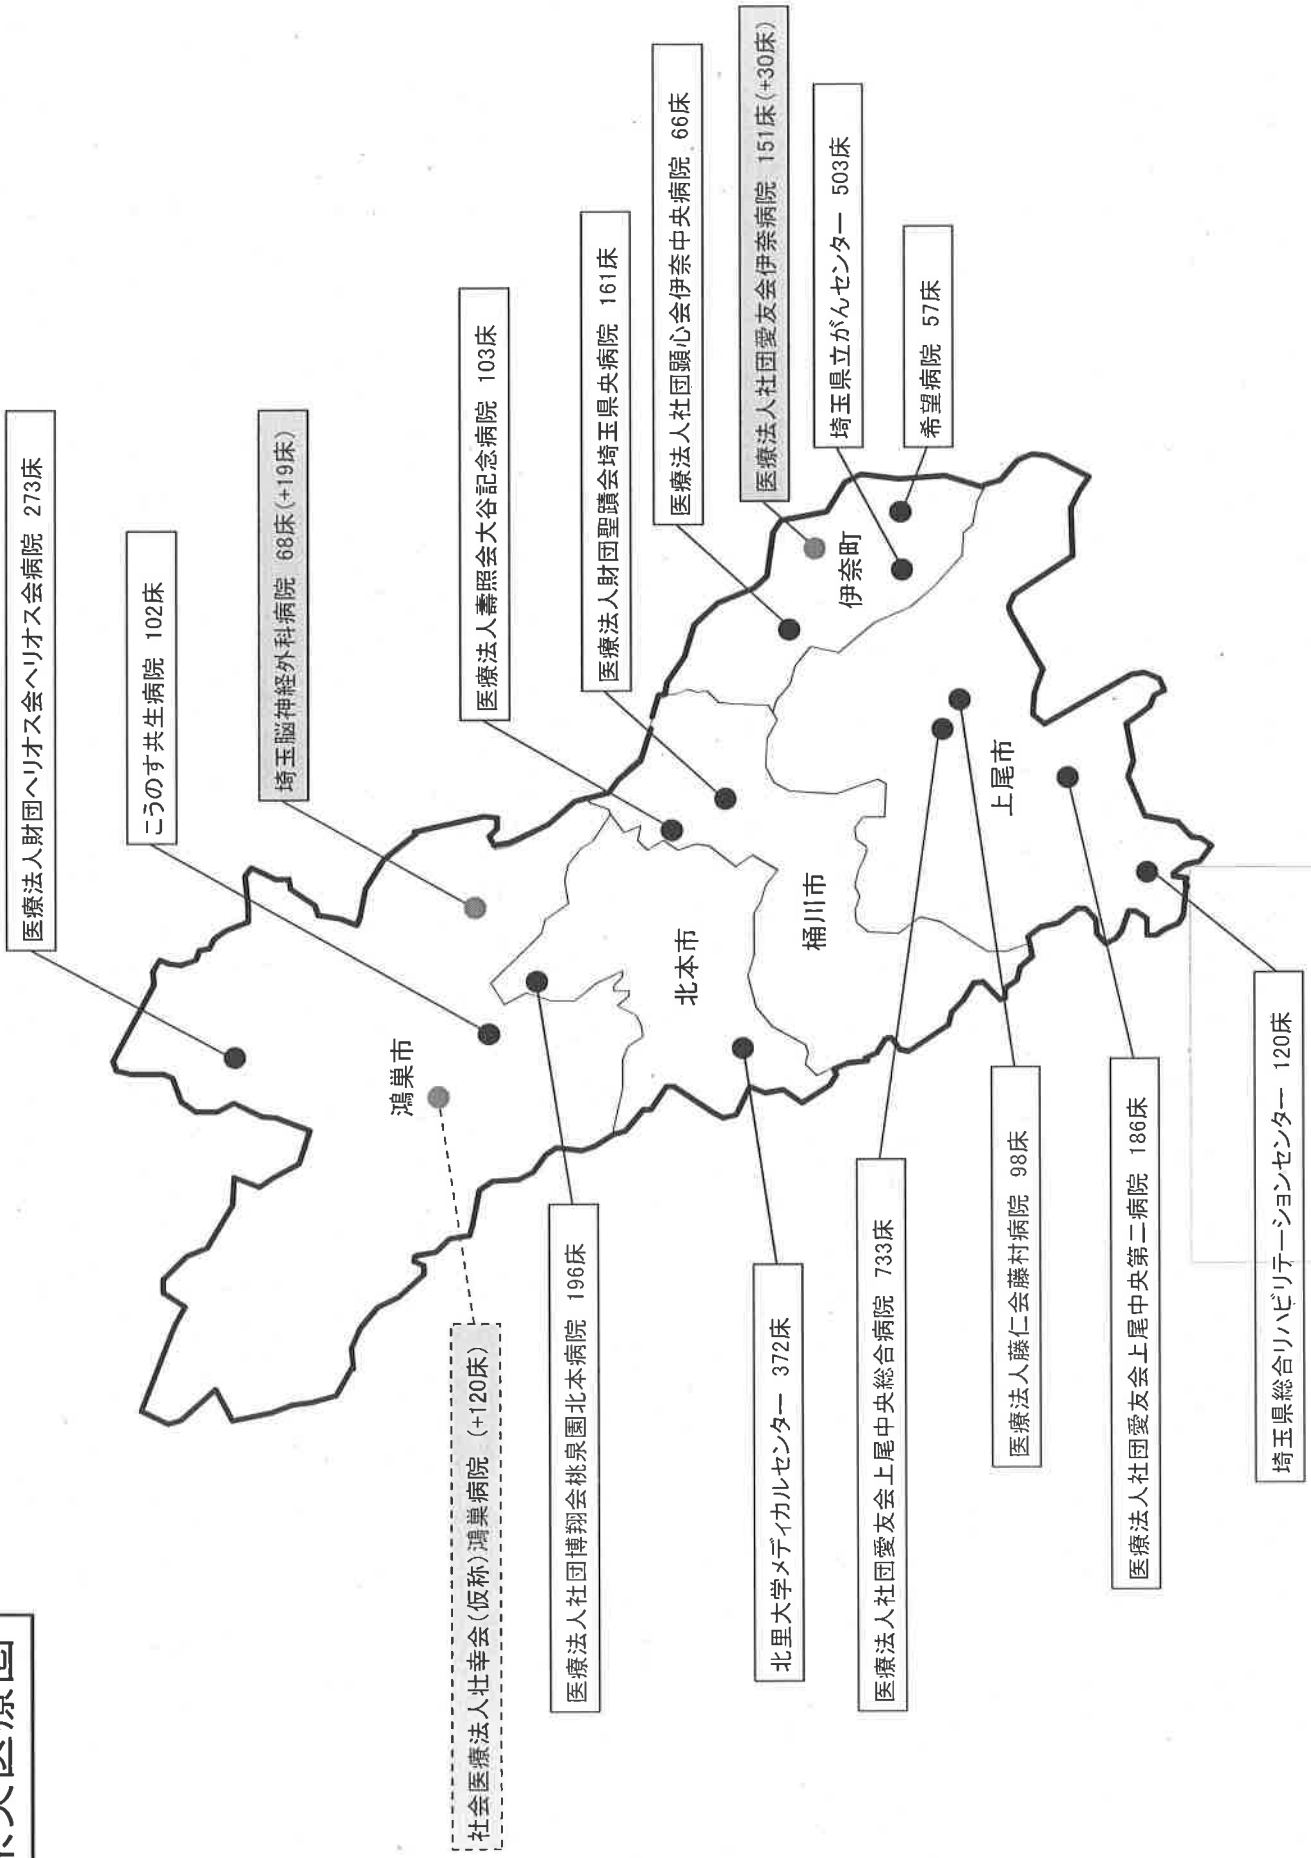 県央医療圏
医療法人財団ヘリオス会ヘリオス会病院 273床
こうのす共生病院 102床
埼玉脳神経外科病院 68床(+19床)
医療法人壽照会大谷記念病院 103床
医療法人財団聖蹟会埼玉県央病院 161床
医療法人社団顕心会伊奈中央病院 66床
医療法人社団愛友会伊奈病院 151床(+30床)
埼玉県立がんセンター 503床
希望病院 57床
鴻巣市
北本市
桶川市
上尾市
伊奈町
社会医療法人壮幸会(仮称)鴻巣病院 (+120床)
医療法人社団博翔会桃泉園北本病院 196床
北里大学メディカルセンター 372床
医療法人社団愛友会上尾中央総合病院 733床
医療法人藤仁会藤村病院 98床
医療法人社団愛友会上尾中央第二病院 186床
埼玉県総合リハビリテーションセンター 120床